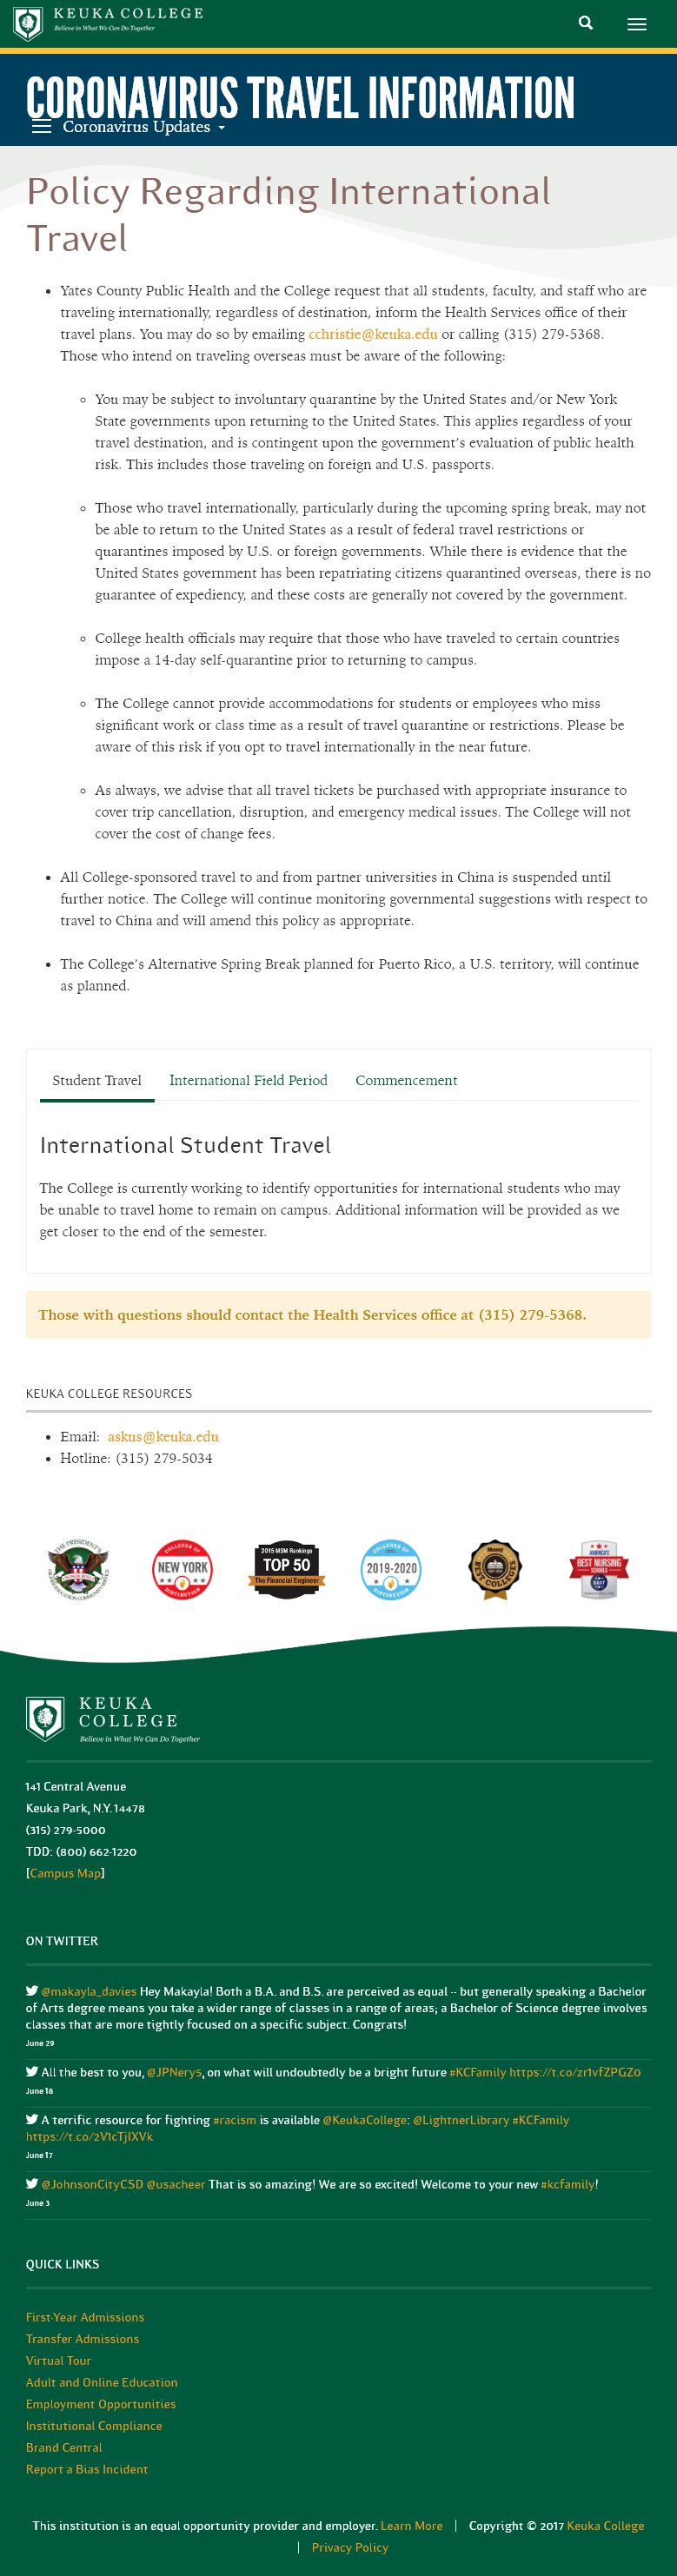 KEUKA COLLEGE
Believe in What We Can Do Together
CORONAVIRUS TRAVEL INFORMATION
Coronavirus Updates
Policy Regarding International
Travel
Yates County Public Health and the College request that all students, faculty, and staff who are
traveling internationally, regardless of destination, inform the Health Services office of their
travel plans. You may do so by emailing cchristie@keuka.edu or calling (315) 279-5368.
Those who intend on traveling overseas must be aware of the following:
You may be subject to involuntary quarantine by the United States and/or New York
State governments upon returning to the United States. This applies regardless of your
travel destination, and is contingent upon the government's evaluation of public health
risk. This includes those traveling on foreign and U.S. passports.
Those who travel internationally, particularly during the upcoming spring break, may not
be able to return to the United States as a result of federal travel restrictions or
quarantines imposed by U.S. or foreign governments. While there is evidence that the
United States government has been repatriating citizens quarantined overseas, there is no
guarantee of expediency, and these costs are generally not covered by the government.
College health officials may require that those who have traveled to certain countries
impose a 14-day self-quarantine prior to returning to campus.
The College cannot provide accommodations for students or employees who miss
significant work or class time as a result of travel quarantine or restrictions. Please be
aware of this risk if you opt to travel internationally in the near future.
As always, we advise that all travel tickets be purchased with appropriate insurance to
cover trip cancellation, disruption, and emergency medical issues. The College will not
cover the cost of change fees.
All College-sponsored travel to and from partner universities in China is suspended until
further notice. The College will continue monitoring governmental suggestions with respect to
travel to China and will amend this policy as appropriate.
The College's Alternative Spring Break planned for Puerto Rico, a U.S. territory, will continue
as planned.
Student Travel International Field Period Commencement
International Student Travel
The College is currently working to identify opportunities for international students who may
be unable to travel home to remain on campus. Additional information will be provided as we
get closer to the end of the semester.
Those with questions should contact the Health Services office at (315) 279-5368.
KEUKA COLLEGE RESOURCES
Email: askus@keuka.edu
Hotline: (315) 279-5034
THE PRESIDENT'S
COLLEGES OF
NEW YORK
DISTINCTION
2015 MSM Rankings
TOP 50
The Financial Engineer
COLLEGES OF
2019-2020
DISTINCTION
Money
BEST COLLEGES
AMERICA'S
BEST NURSING
SCHOOLS
EAST
KEUKA
COLLEGE
Believe in What We Can Do Together
141 Central Avenue
Keuka Park, N.Y. 14478
(315) 279-5000
TDD: (800) 662-1220
[Campus Map]
ON TWITTER
@makayla_davies Hey Makayla! Both a B.A. and B.S. are perceived as equal -- but generally speaking a Bachelor
of Arts degree means you take a wider range of classes in a range of areas; a Bachelor of Science degree involves
classes that are more tightly focused on a specific subject. Congrats!
June 29
All the best to you, @JPNery5, on what will undoubtedly be a bright future #KCFamily https://t.co/zr1vfZPGZ0
June 18
A terrific resource for fighting #racism is available @KeukaCollege: @LightnerLibrary #KCFamily
https://t.co/2V1cTjIXVk
June 17
@JohnsonCityCSD @usacheer That is so amazing! We are so excited! Welcome to your new #kcfamily!
June 3
QUICK LINKS
First-Year Admissions
Transfer Admissions
Virtual Tour
Adult and Online Education
Employment Opportunities
Institutional Compliance
Brand Central
Report a Bias Incident
This institution is an equal opportunity provider and employer. Learn More | Copyright © 2017 Keuka College
| Privacy Policy